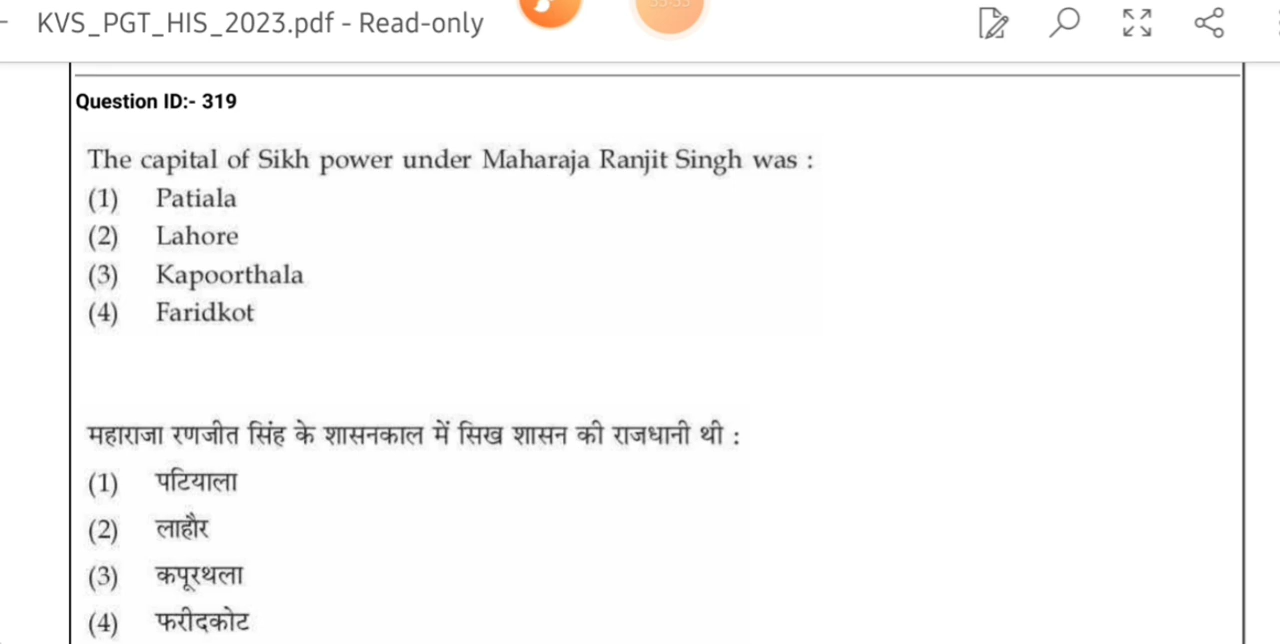 KVS_PGT_HIS_2023.pdf - Read-only
Question ID:- 319
The capital of Sikh power under Maharaja Ranjit Singh was :
(1) Patiala
(2) Lahore
(3) Kapoorthala
(4) Faridkot
महाराजा रणजीत सिंह के शासनकाल में सिख शासन की राजधानी थी :
(1) पटियाला
(2) लाहौर
(3) कपूरथला
(4) फरीदकोट